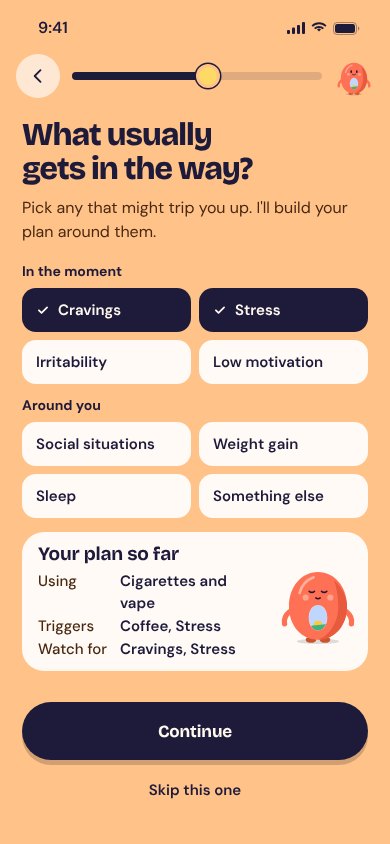 9:41
What usually
gets in the way?
Pick any that might trip you up. I'll build your
plan around them.
In the moment
Cravings
Stress
Irritability
Low motivation
Around you
Social situations
Weight gain
Sleep
Something else
Your plan so far
Using Cigarettes and
vape
Triggers Coffee, Stress
Watch for Cravings, Stress
Continue
Skip this one